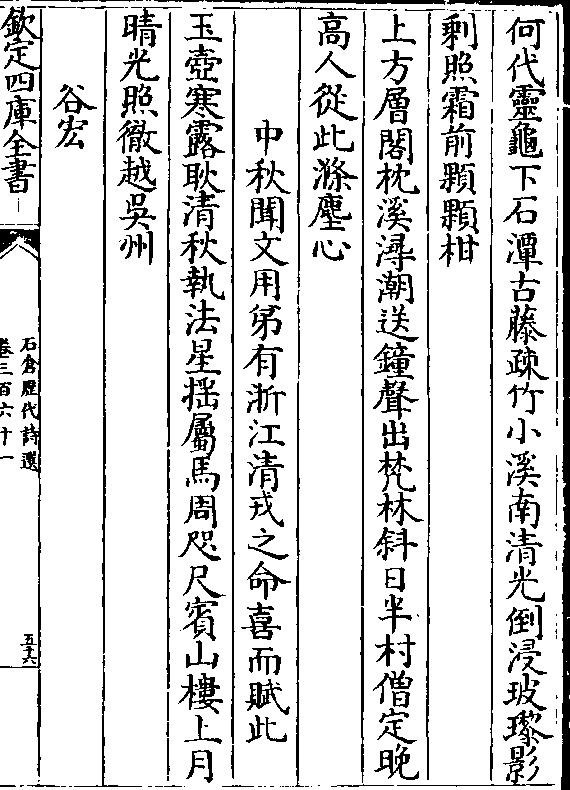 何代靈龜下石潭古藤疎竹小溪南清光倒浸玻瓈影
剩照霜前顆顆柑
上方層閣枕溪潯潮送鐘聲出梵林斜日半村僧定晚
高人從此滌塵心
中秋聞文用弟有浙江清戎之命喜而賦此
玉壺寒露耿清秋執法星揺屬馬周咫尺賓山樓上月
晴光照徹越吳州
谷宏
欽定四庫全書
石倉歷代詩選
卷三百六十一
五十六